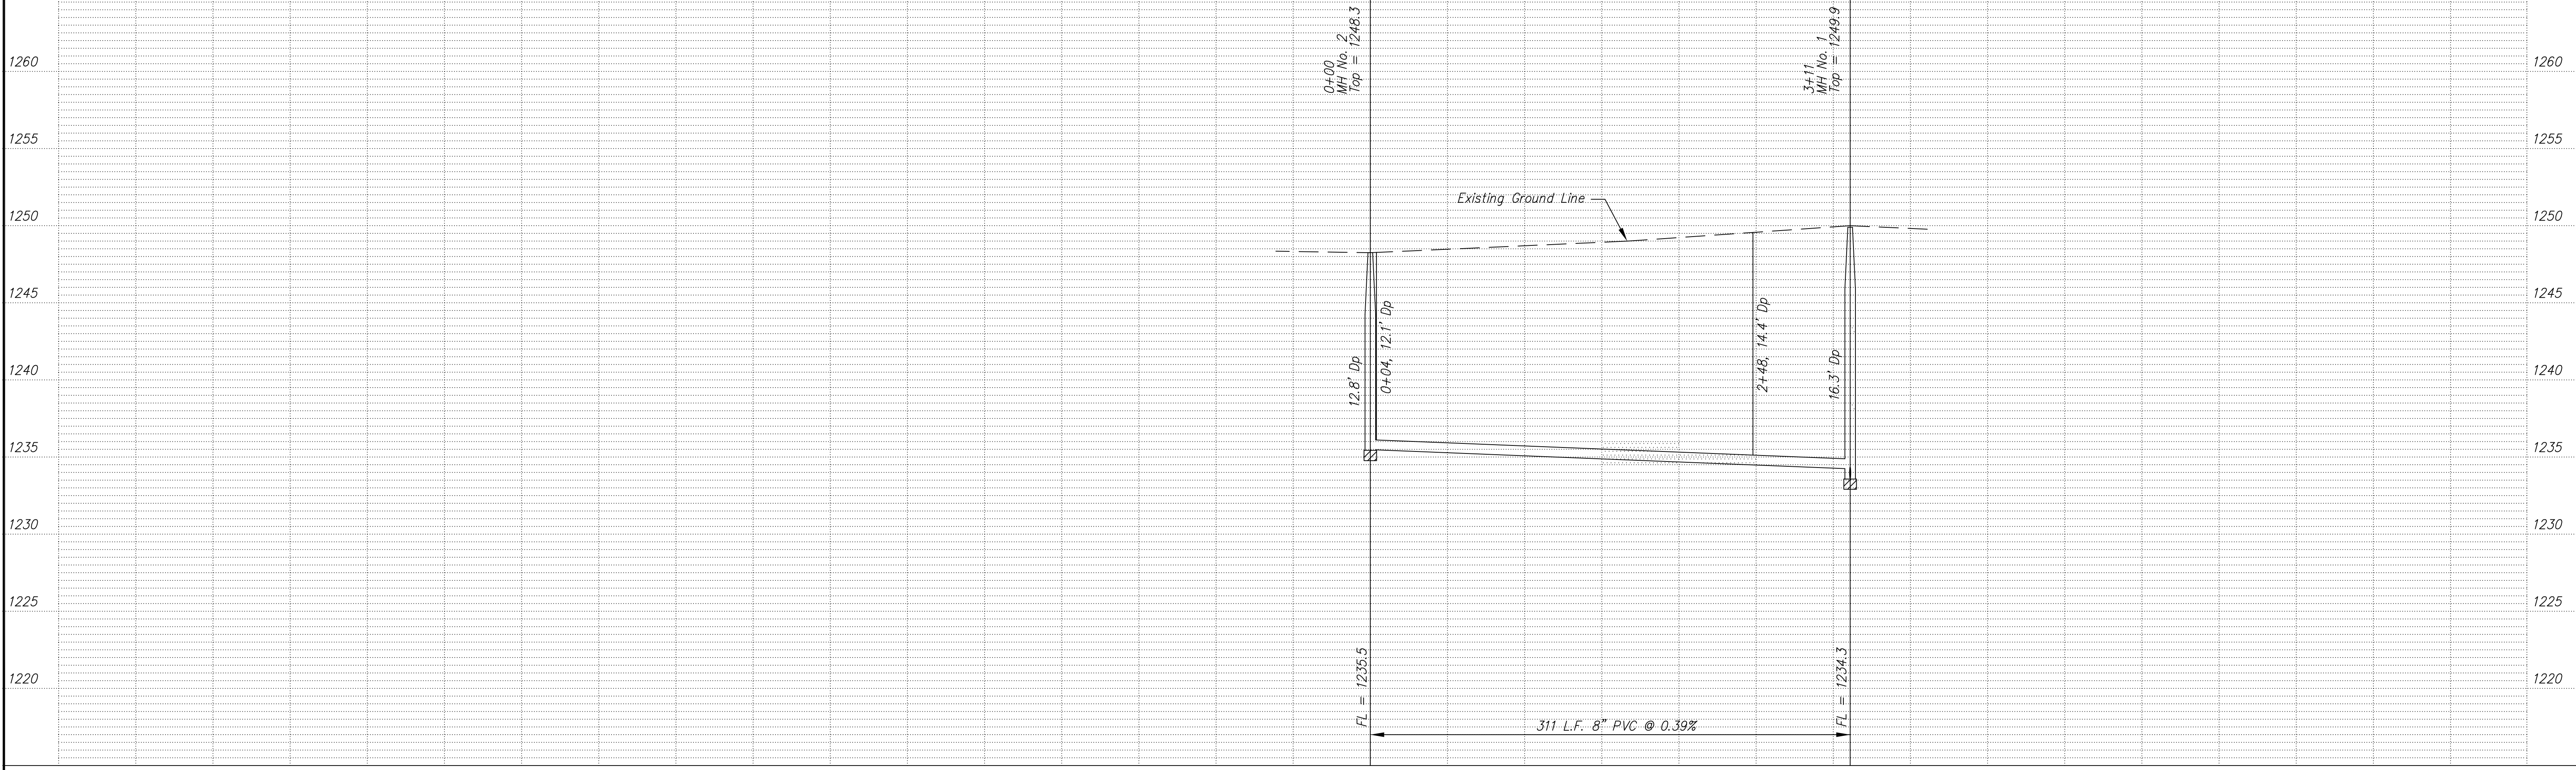 0+00
MH No. 2
Top = 1248.3
3+11
MH No. 1
Top = 1249.9
1260
1260
1255
1255
Existing Ground Line
1250
1250
1245
1245
12.8' Dp
0+04, 12.1' Dp
2+48, 14.4' Dp
16.3' Dp
1240
1240
1235
1235
1230
1230
1225
1225
1220
1220
FL = 1235.5
FL = 1234.3
311 L.F. 8" PVC @ 0.39%